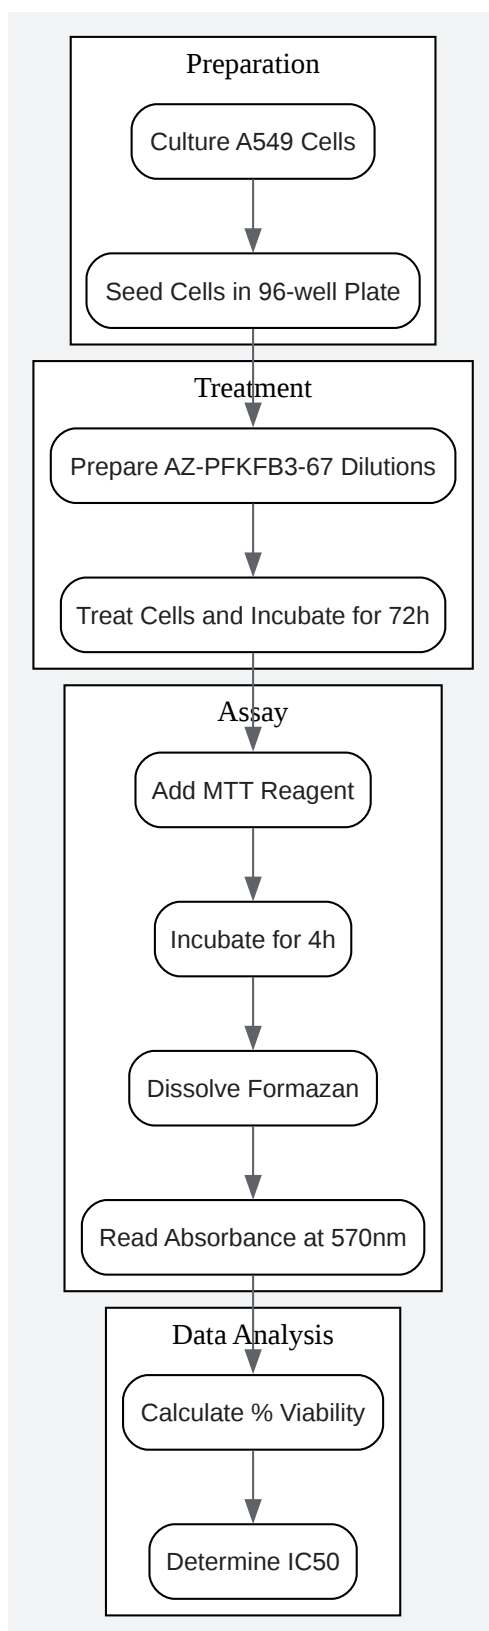 Preparation
Culture A549 Cells
Seed Cells in 96-well Plate
Treatment
Prepare AZ-PFKFB3-67 Dilutions
Treat Cells and Incubate for 72h
Assay
Add MTT Reagent
Incubate for 4h
Dissolve Formazan
Read Absorbance at 570nm
Data Analysis
Calculate % Viability
Determine IC50